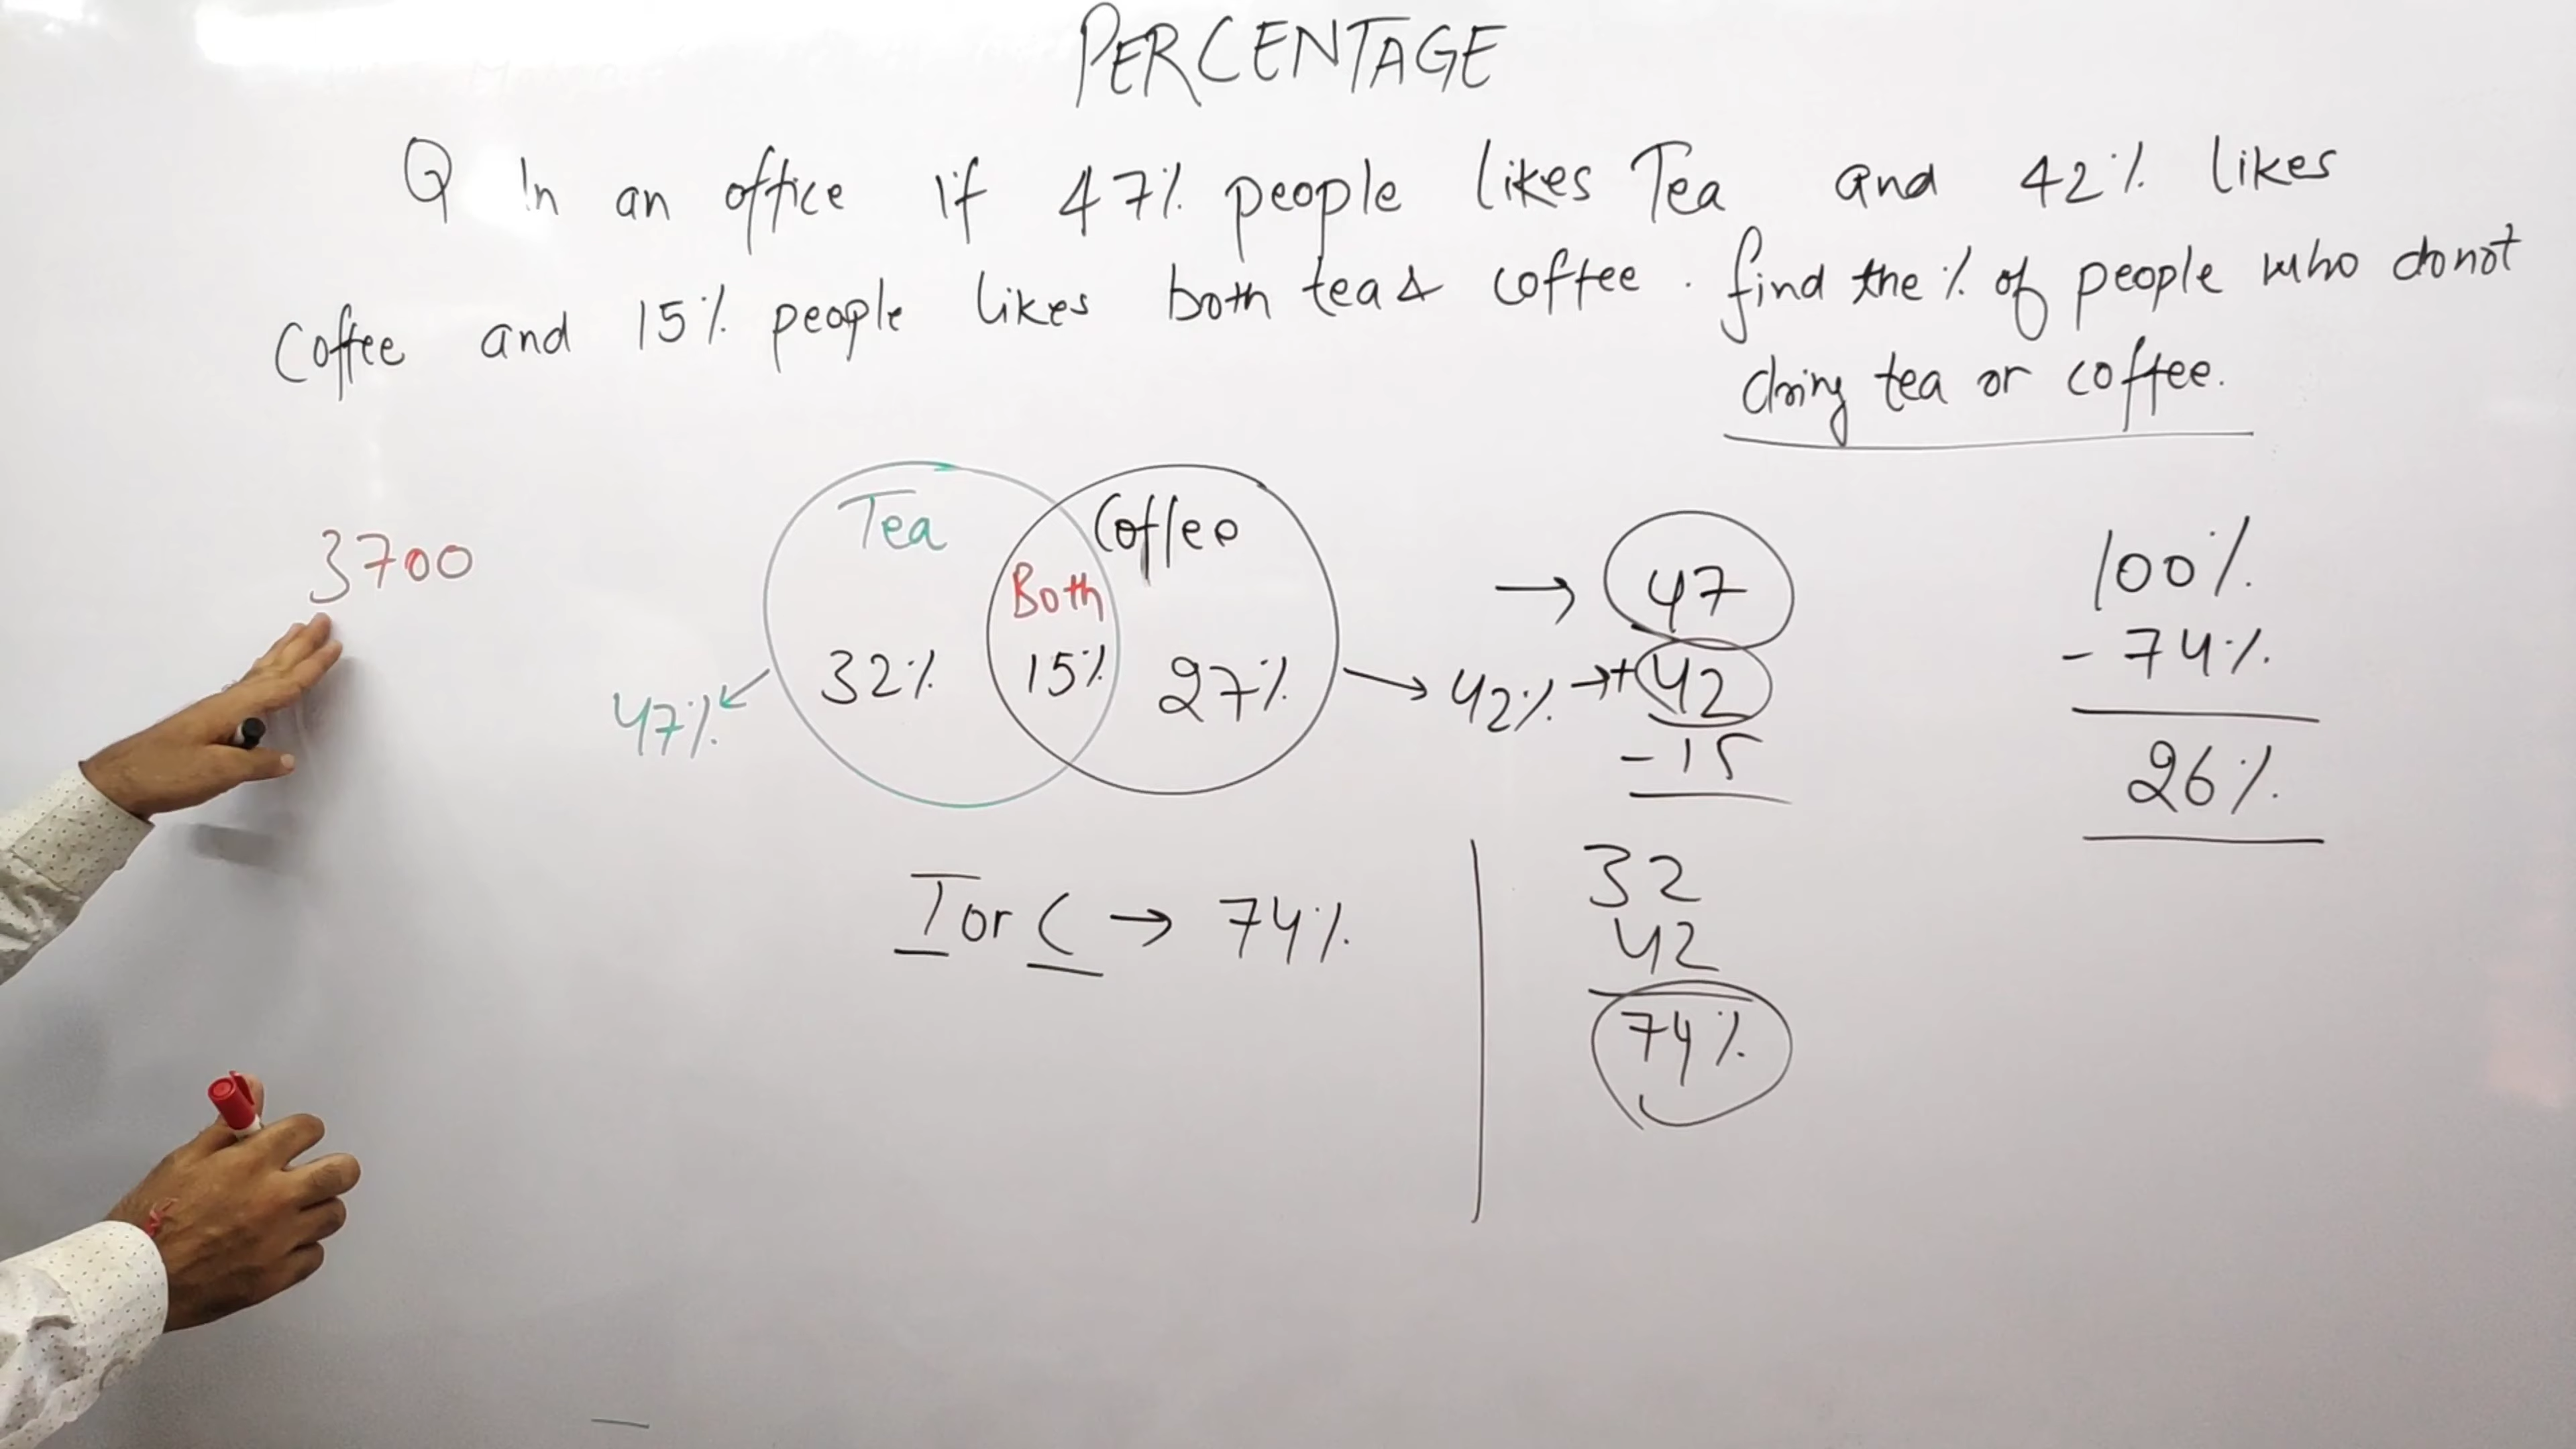 PERCENTAGE
Q In an office if 47% people likes Tea and 42% likes
Coffee and 15% people likes both tea & coffee. find the % of people who donot
dring tea or coffee.
3700
Tea
Coffee
Both
32%
15%
27%
47%
42%
47
+42
-15
32
42
74%
T or C → 74%
100%
- 74%
26%